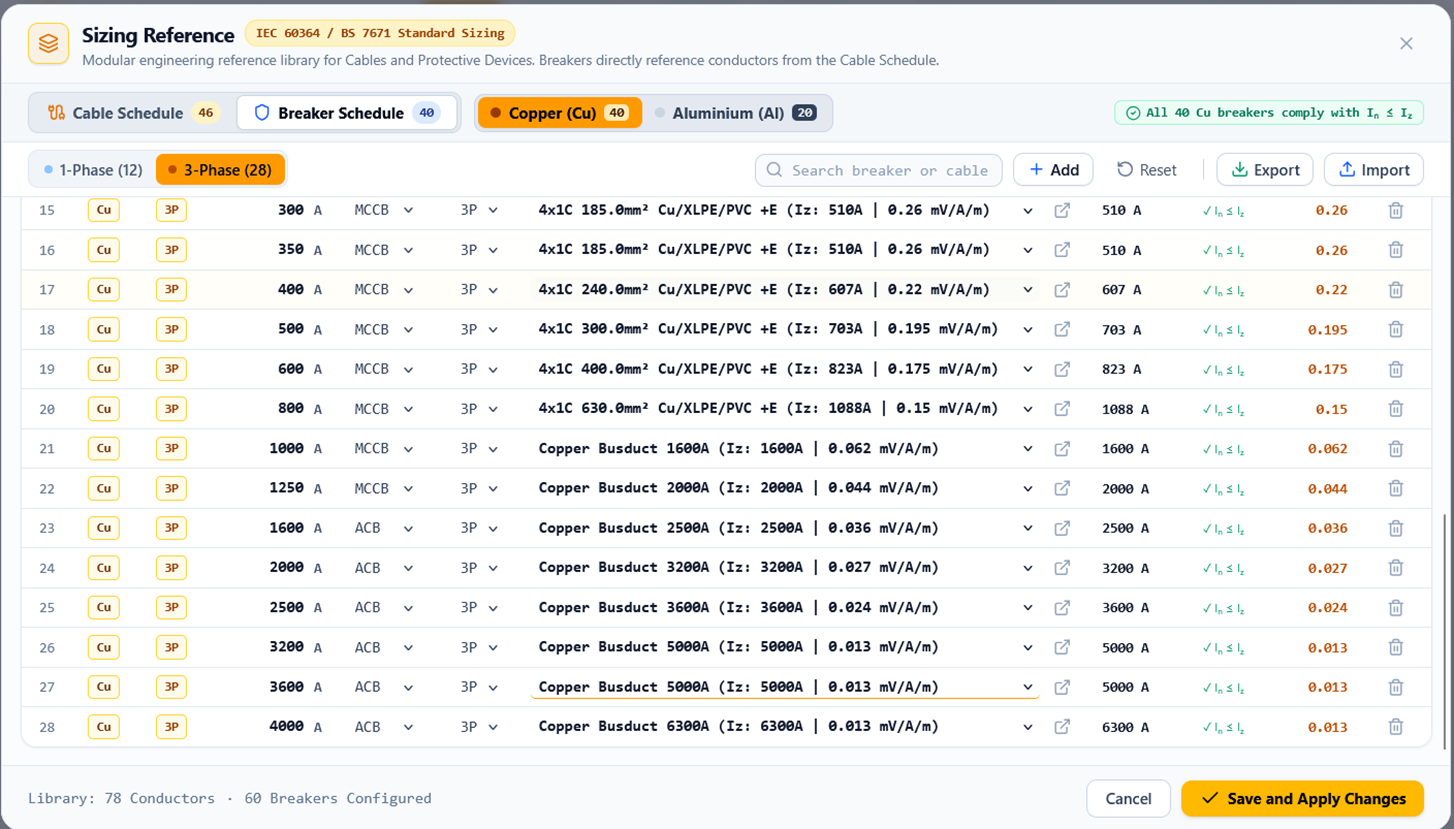 Sizing Reference IEC 60364 / BS 7671 Standard Sizing
Modular engineering reference library for Cables and Protective Devices. Breakers directly reference conductors from the Cable Schedule.
Cable Schedule 46 Breaker Schedule 40 Copper (Cu) 40 Aluminium (Al) 20 All 40 Cu breakers comply with Iₙ ≤ I_z
1-Phase (12) 3-Phase (28) Search breaker or cable + Add Reset Export Import
15 Cu 3P 300 A MCCB 3P 4x1C 185.0mm² Cu/XLPE/PVC +E (Iz: 510A | 0.26 mV/A/m) 510 A ✓ Iₙ ≤ I_z 0.26
16 Cu 3P 350 A MCCB 3P 4x1C 185.0mm² Cu/XLPE/PVC +E (Iz: 510A | 0.26 mV/A/m) 510 A ✓ Iₙ ≤ I_z 0.26
17 Cu 3P 400 A MCCB 3P 4x1C 240.0mm² Cu/XLPE/PVC +E (Iz: 607A | 0.22 mV/A/m) 607 A ✓ Iₙ ≤ I_z 0.22
18 Cu 3P 500 A MCCB 3P 4x1C 300.0mm² Cu/XLPE/PVC +E (Iz: 703A | 0.195 mV/A/m) 703 A ✓ Iₙ ≤ I_z 0.195
19 Cu 3P 600 A MCCB 3P 4x1C 400.0mm² Cu/XLPE/PVC +E (Iz: 823A | 0.175 mV/A/m) 823 A ✓ Iₙ ≤ I_z 0.175
20 Cu 3P 800 A MCCB 3P 4x1C 630.0mm² Cu/XLPE/PVC +E (Iz: 1088A | 0.15 mV/A/m) 1088 A ✓ Iₙ ≤ I_z 0.15
21 Cu 3P 1000 A MCCB 3P Copper Busduct 1600A (Iz: 1600A | 0.062 mV/A/m) 1600 A ✓ Iₙ ≤ I_z 0.062
22 Cu 3P 1250 A MCCB 3P Copper Busduct 2000A (Iz: 2000A | 0.044 mV/A/m) 2000 A ✓ Iₙ ≤ I_z 0.044
23 Cu 3P 1600 A ACB 3P Copper Busduct 2500A (Iz: 2500A | 0.036 mV/A/m) 2500 A ✓ Iₙ ≤ I_z 0.036
24 Cu 3P 2000 A ACB 3P Copper Busduct 3200A (Iz: 3200A | 0.027 mV/A/m) 3200 A ✓ Iₙ ≤ I_z 0.027
25 Cu 3P 2500 A ACB 3P Copper Busduct 3600A (Iz: 3600A | 0.024 mV/A/m) 3600 A ✓ Iₙ ≤ I_z 0.024
26 Cu 3P 3200 A ACB 3P Copper Busduct 5000A (Iz: 5000A | 0.013 mV/A/m) 5000 A ✓ Iₙ ≤ I_z 0.013
27 Cu 3P 3600 A ACB 3P Copper Busduct 5000A (Iz: 5000A | 0.013 mV/A/m) 5000 A ✓ Iₙ ≤ I_z 0.013
28 Cu 3P 4000 A ACB 3P Copper Busduct 6300A (Iz: 6300A | 0.013 mV/A/m) 6300 A ✓ Iₙ ≤ I_z 0.013
Library: 78 Conductors · 60 Breakers Configured Cancel ✓ Save and Apply Changes